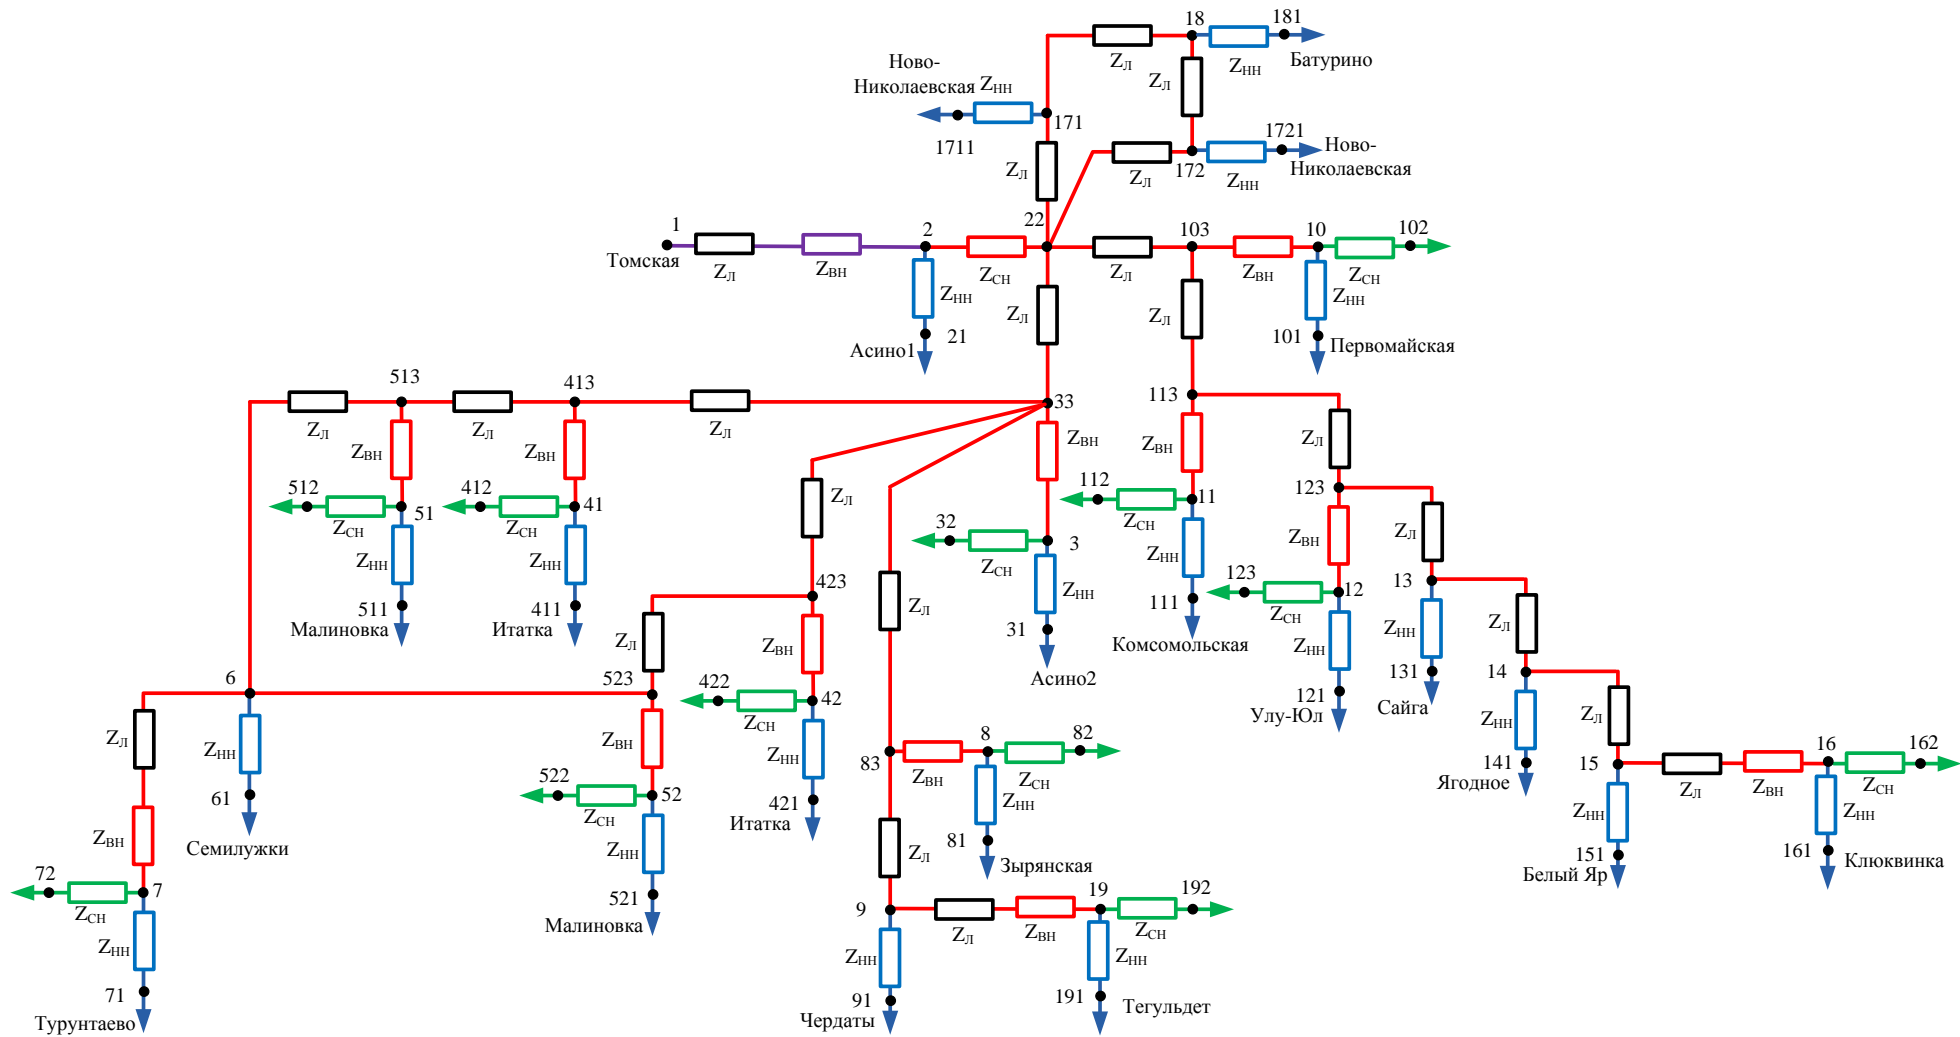 18
181
Zл
ZНН
Батурино
Ново-
Николаевская
ZНН
Zл
171
1711
1721
Ново-
Николаевская
172
Zл
ZНН
Zл
1
2
22
103
10
102
Томская
Zл
ZВН
ZСН
Zл
ZВН
ZСН
ZНН
ZНН
Zл
Zл
21
101
Асино1
Первомайская
513
413
33
113
Zл
Zл
Zл
ZВН
ZВН
ZВН
ZВН
Zл
512
412
112
11
123
51
41
Zл
ZСН
ZСН
ZСН
32
3
Zл
ZВН
ZНН
ZНН
ZСН
ZНН
ZНН
123
12
13
511
411
423
111
ZСН
Малиновка
Итатка
Zл
31
Комсомольская
ZНН
ZНН
Zл
Zл
ZВН
Асино2
131
14
6
523
422
42
121
Сайга
Улу-Юл
ZСН
Zл
ZНН
ZВН
ZНН
8
82
ZНН
Zл
83
ZВН
ZСН
141
15
16
162
Ягодное
522
52
61
421
ZНН
Zл
ZВН
ZСН
ZСН
Итатка
ZНН
ZНН
ZВН
Семилужки
ZНН
81
151
161
Zл
Зырянская
Белый Яр
Клюквинка
72
7
521
19
192
ZСН
Малиновка
9
Zл
ZВН
ZСН
ZНН
ZНН
ZНН
71
91
191
Турунтаево
Чердаты
Тегульдет